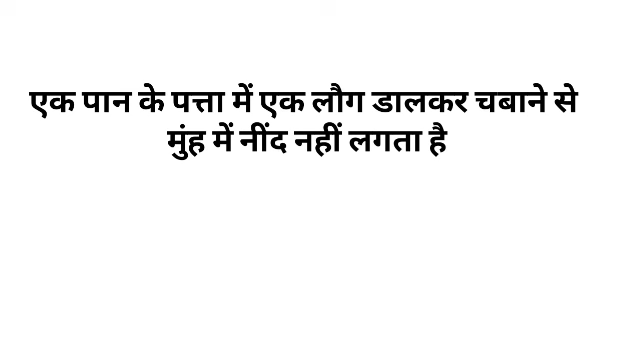 एक पान के पत्ता में एक लौग डालकर चबाने से
मुंह में नींद नहीं लगता है